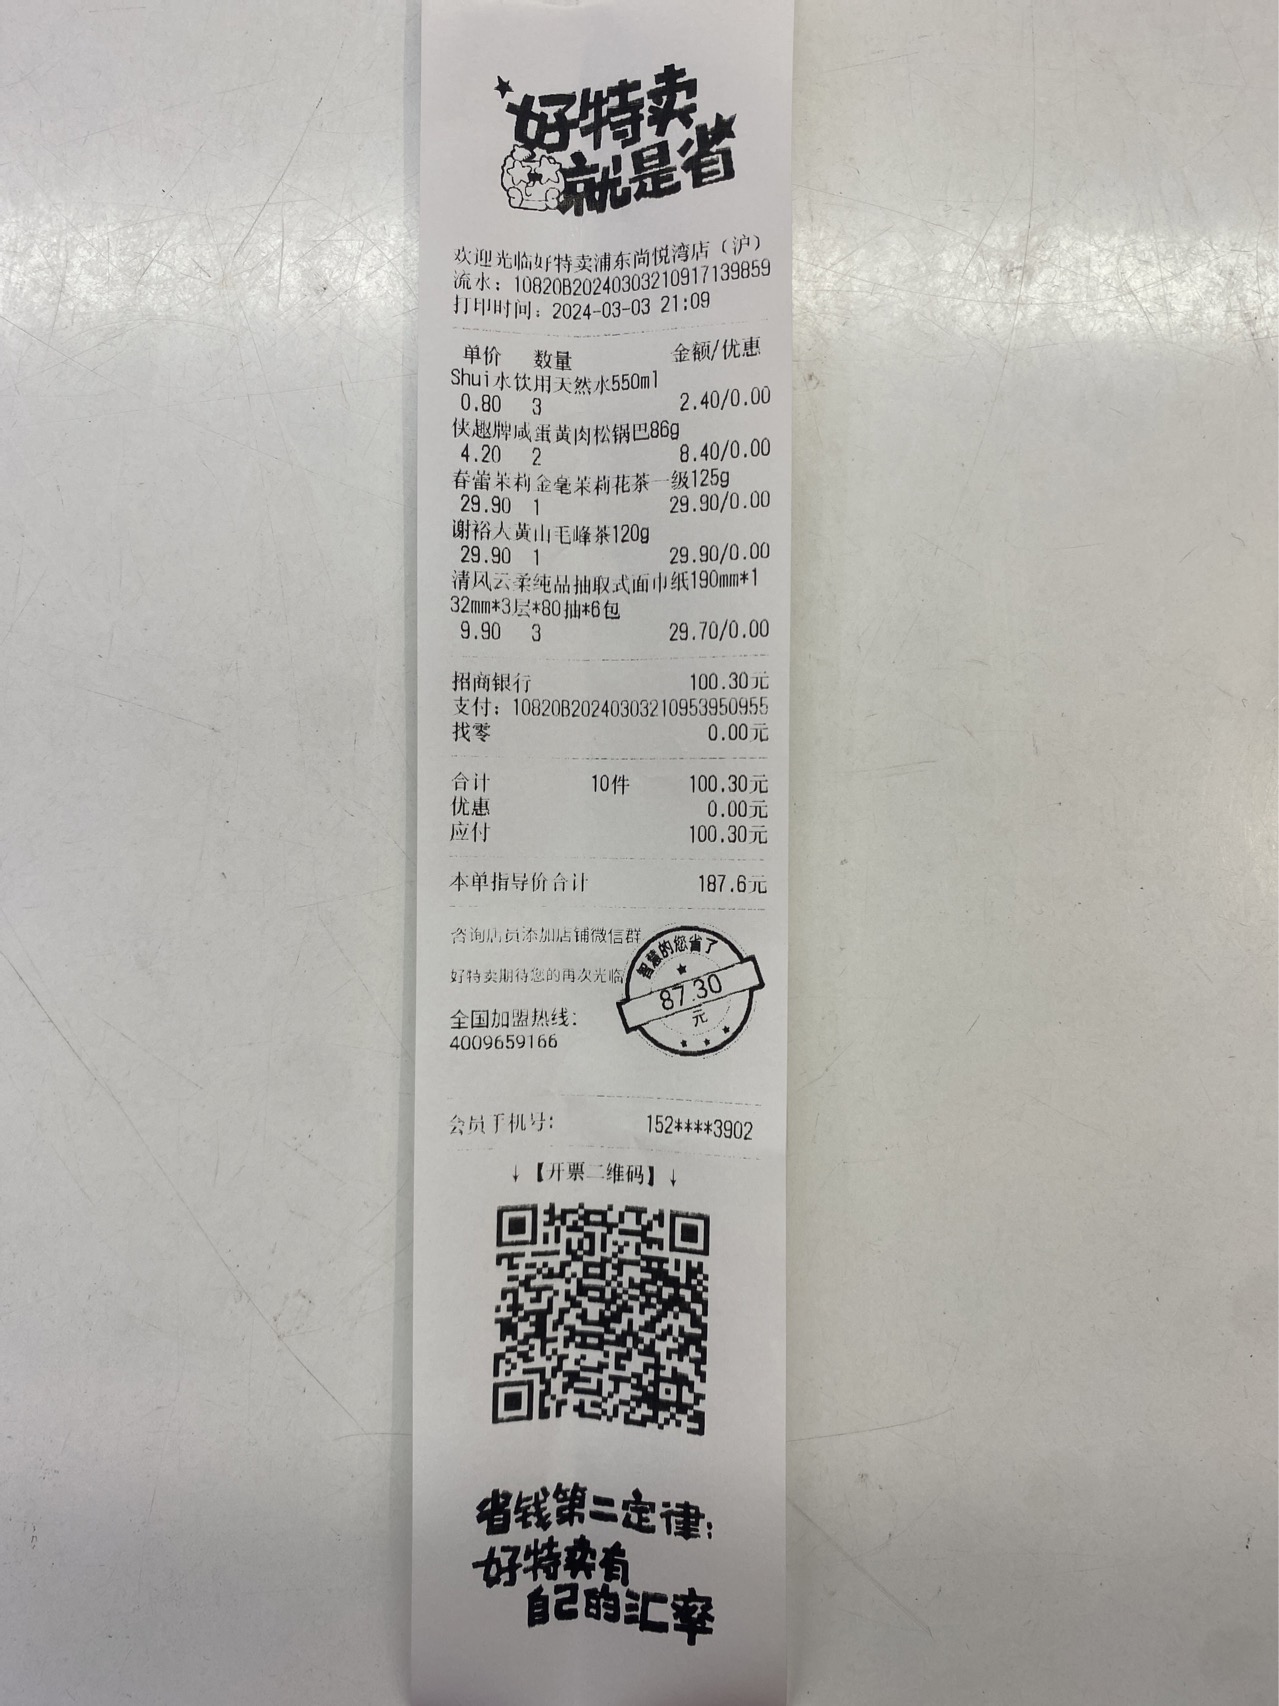 好特卖
就是省
欢迎光临好特卖浦东尚悦湾店（沪）
流水：10820B20240303210917139859
打印时间：2024-03-03 21:09
单价 数量 金额/优惠
Shui水饮用天然水550ml
0.80 3 2.40/0.00
侠趣牌咸蛋黄肉松锅巴86g
4.20 2 8.40/0.00
春蕾茉莉金毫茉莉花茶一级125g
29.90 1 29.90/0.00
谢裕大黄山毛峰茶120g
29.90 1 29.90/0.00
清风云柔纯品抽取式面巾纸190mm*1
32mm*3层*80抽*6包
9.90 3 29.70/0.00
招商银行 100.30元
支付：10820B20240303210953950955
找零 0.00元
合计 10件 100.30元
优惠 0.00元
应付 100.30元
本单指导价合计 187.6元
咨询店员添加店铺微信群
好特卖期待您的再次光临
智慧的您省了
87.30
元
全国加盟热线：
4009659166
会员手机号： 152****3902
↓【开票二维码】↓
省钱第二定律：
好特卖有
自己的汇率